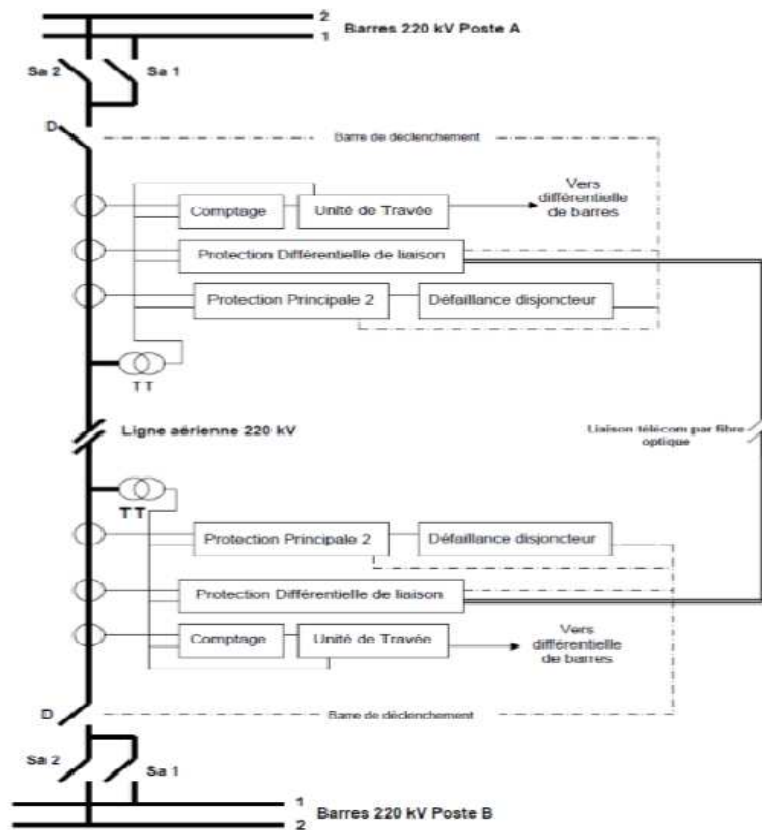 2
1
Barres 220 kV Poste A
Sa 2
Sa 1
D
Barre de déclenchement
Comptage
Unité de Travée
Vers
différentielle
de barres
Protection Différentielle de liaison
Protection Principale 2
Défaillance disjoncteur
TT
Ligne aérienne 220 kV
Liaison télécom par fibre
optique
TT
Protection Principale 2
Défaillance disjoncteur
Protection Différentielle de liaison
Comptage
Unité de Travée
Vers
différentielle
de barres
D
Barre de déclenchement
Sa 2
Sa 1
1
2
Barres 220 kV Poste B